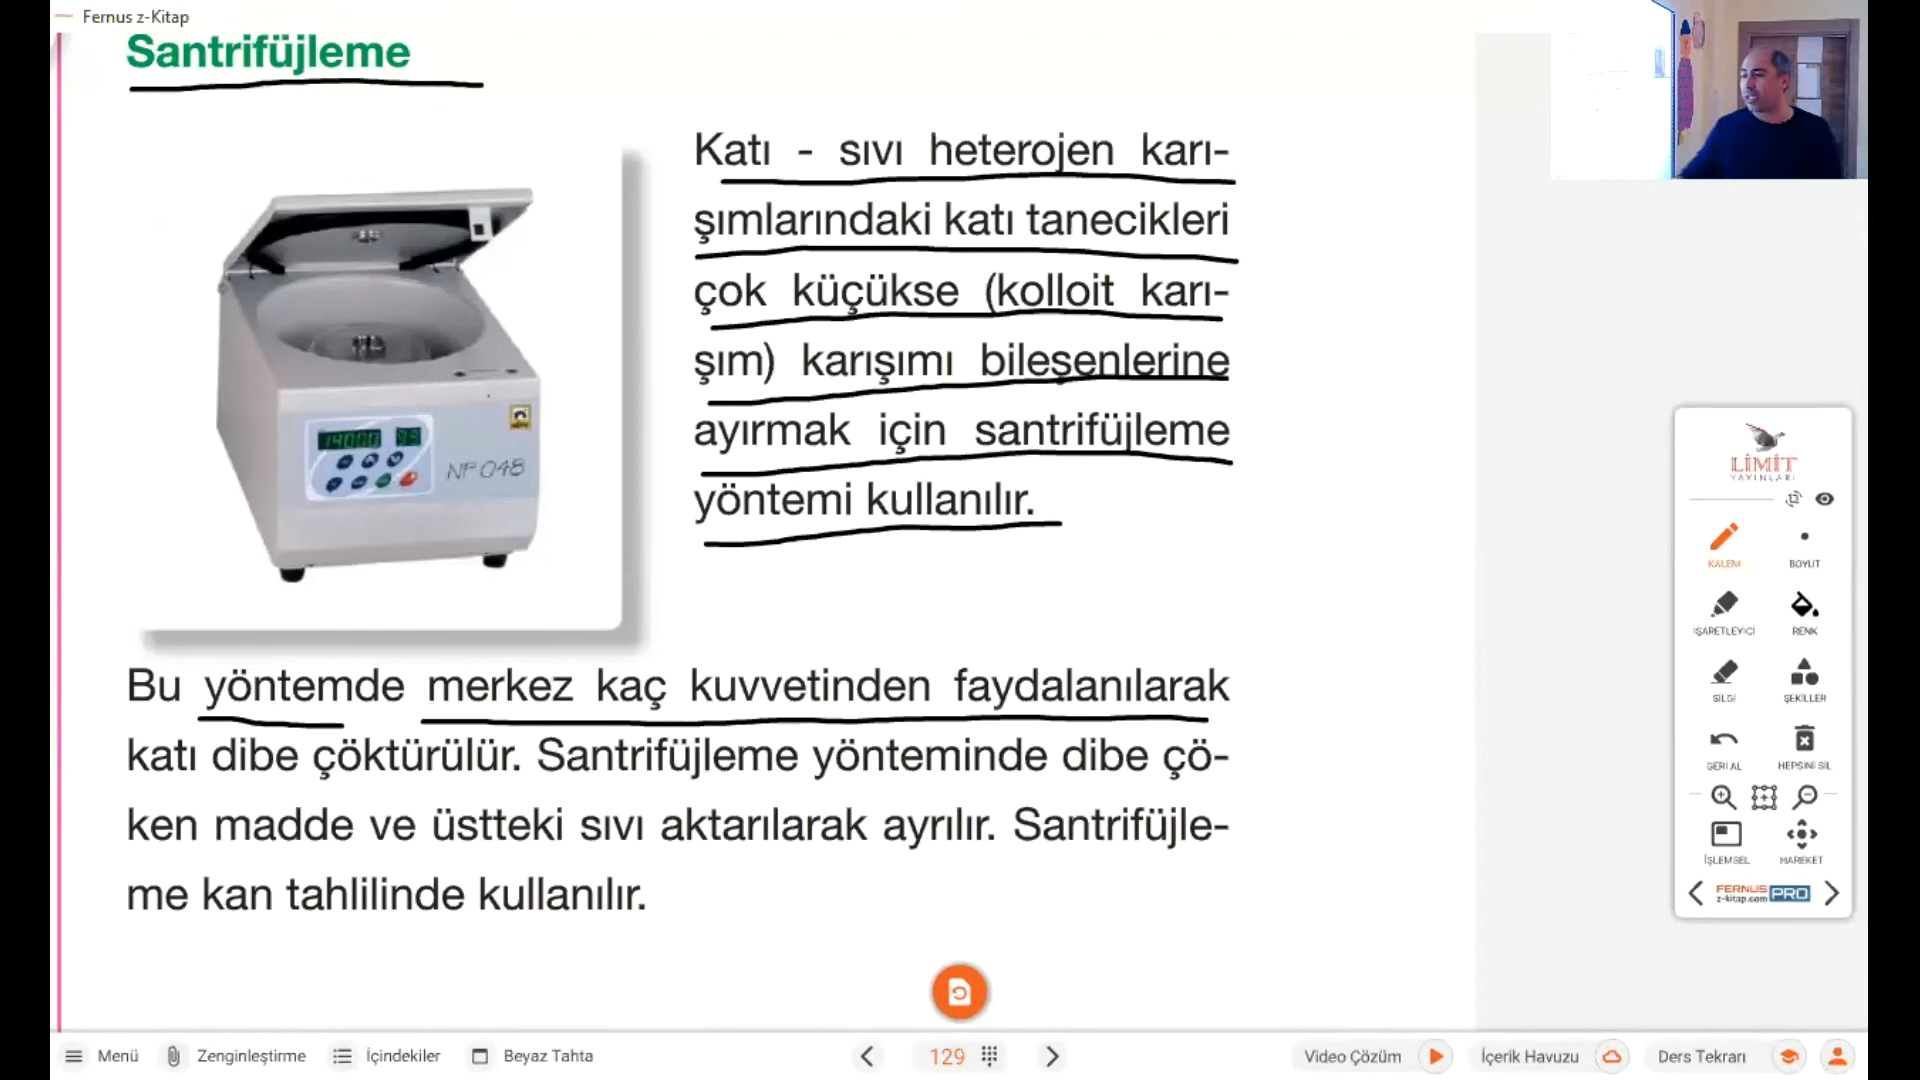 Fernus z-Kitap
Santrifüjleme
Katı - sıvı heterojen karı-
şımlarındaki katı tanecikleri
çok küçükse (kolloit karı-
şım) karışımı bileşenlerine
ayırmak için santrifüjleme
yöntemi kullanılır.
14000
NF 048
Bu yöntemde merkez kaç kuvvetinden faydalanılarak
katı dibe çöktürülür. Santrifüjleme yönteminde dibe çö-
ken madde ve üstteki sıvı aktarılarak ayrılır. Santrifüjle-
me kan tahlilinde kullanılır.
LİMİT
YAYINLARI
KALEM BOYUT
İŞARETLEYİCİ RENK
SİLGİ ŞEKİLLER
GERİ AL HEPSİNİ SİL
İŞLEMSEL HAREKET
FERNUS PRO
z-kitap.com
Menü Zenginleştirme İçindekiler Beyaz Tahta 129 Video Çözüm İçerik Havuzu Ders Tekrarı